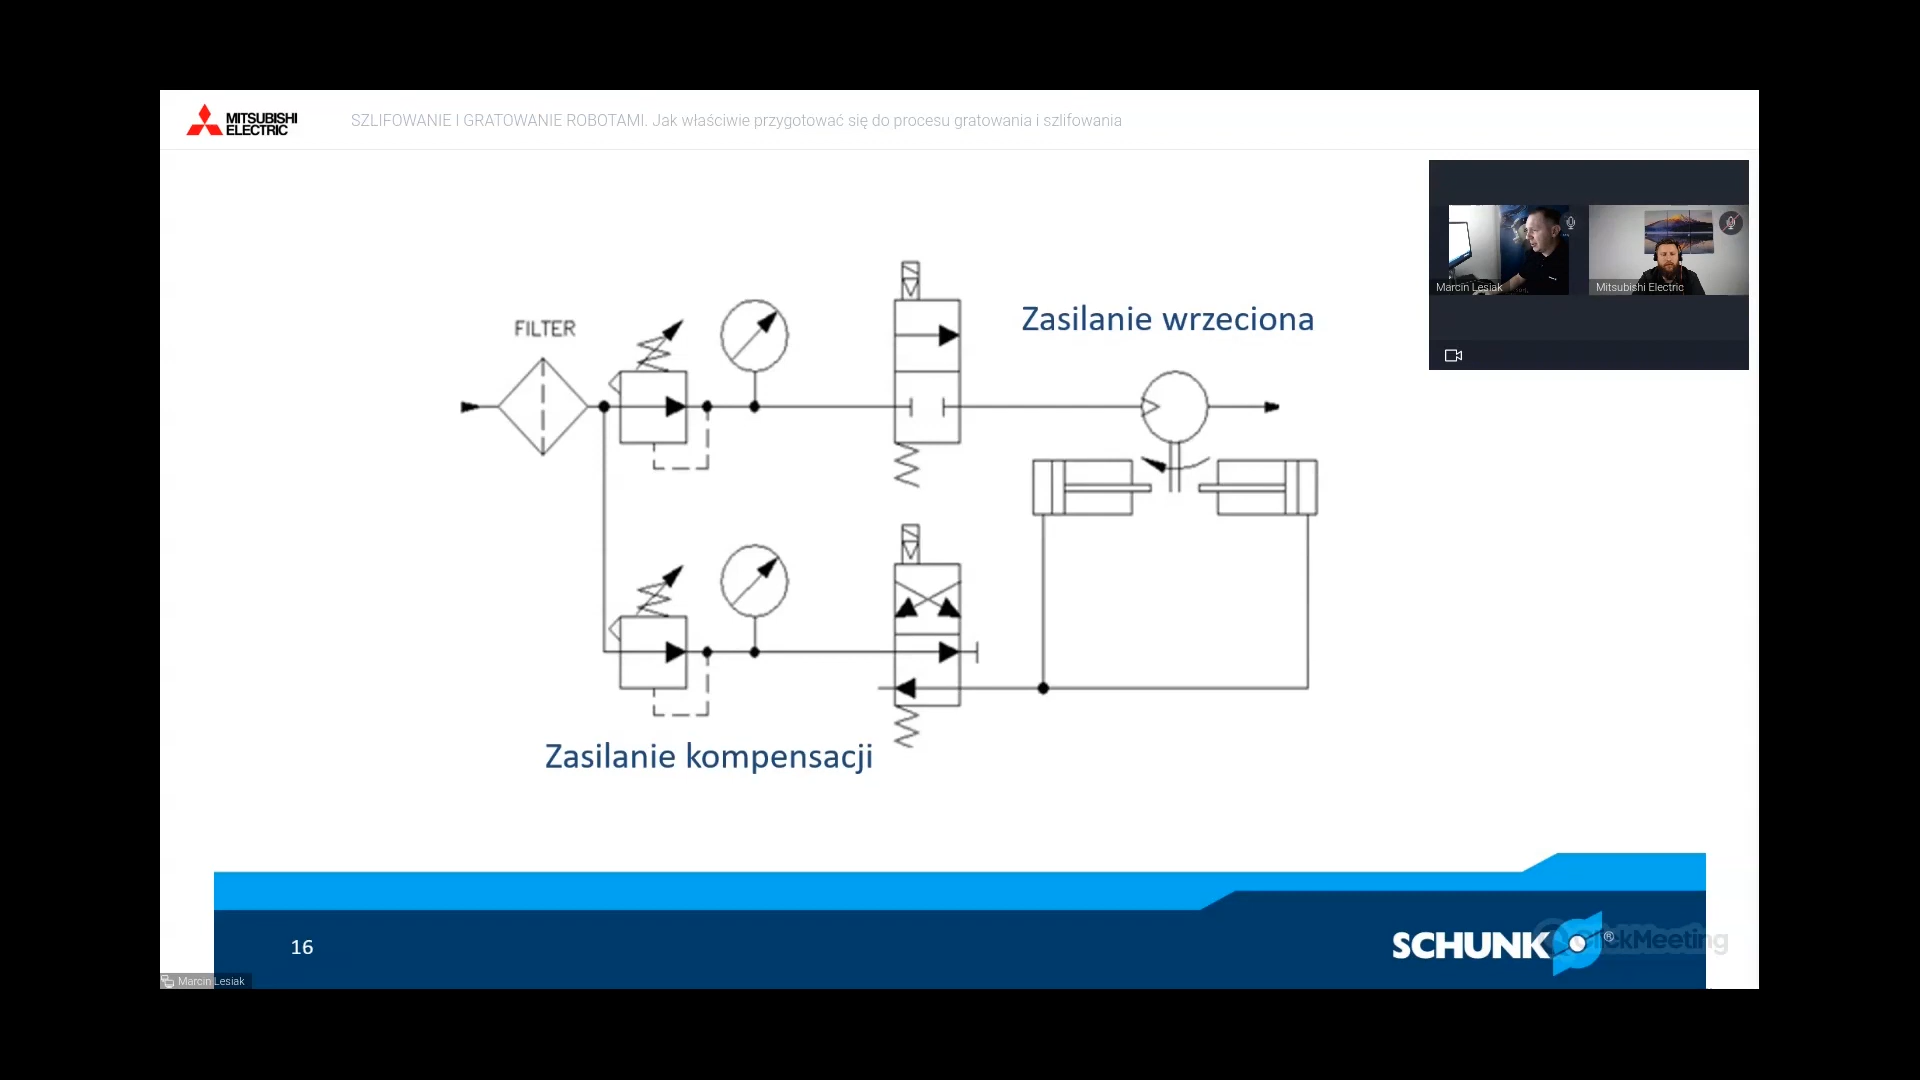 MITSUBISHI
ELECTRIC
SZLIFOWANIE I GRATOWANIE ROBOTAMI. Jak właściwie przygotować się do procesu gratowania i szlifowania
Marcin Lesiak
Mitsubishi Electric
FILTER
Zasilanie wrzeciona
Zasilanie kompensacji
16
SCHUNK ®
ClickMeeting
Marcin Lesiak